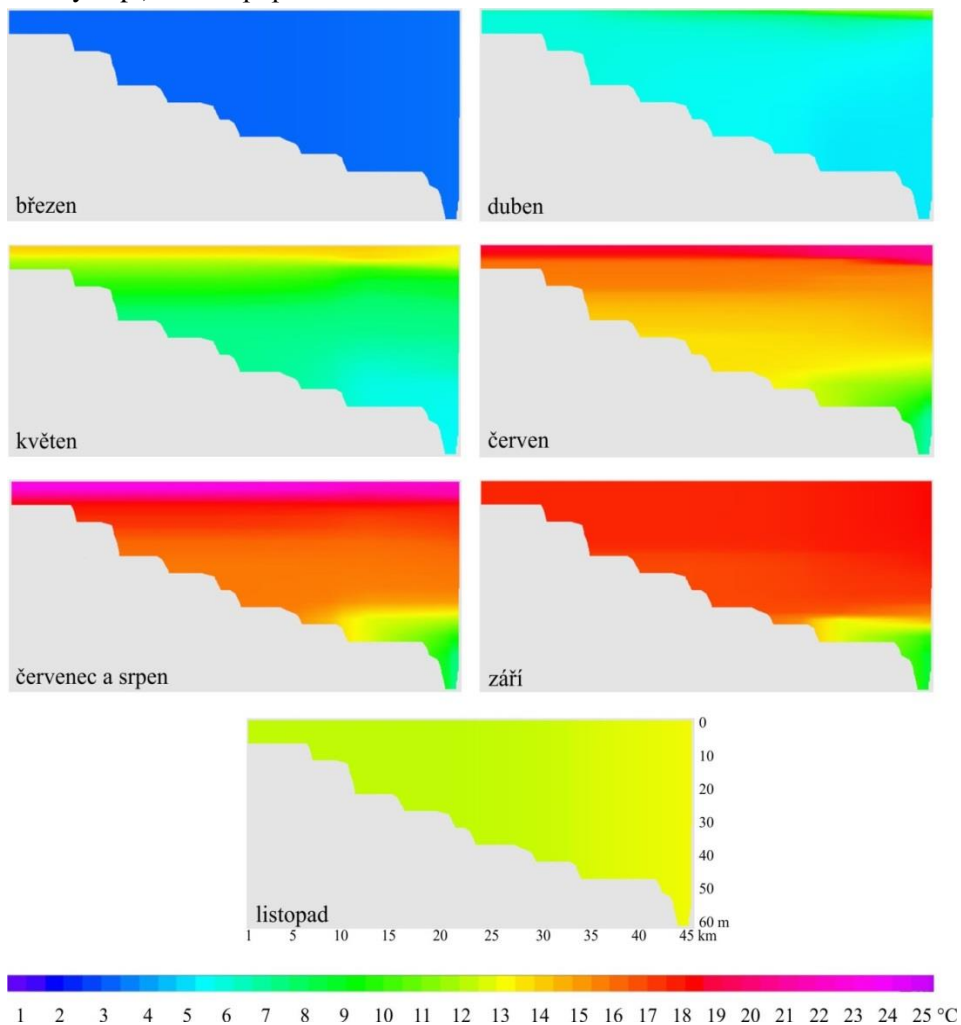 březen
duben
květen
červen
červenec a srpen
září
listopad
0
10
20
30
40
50
60 m
1 5 10 15 20 25 30 35 40 45 km
1 2 3 4 5 6 7 8 9 10 11 12 13 14 15 16 17 18 19 20 21 22 23 24 25 °C